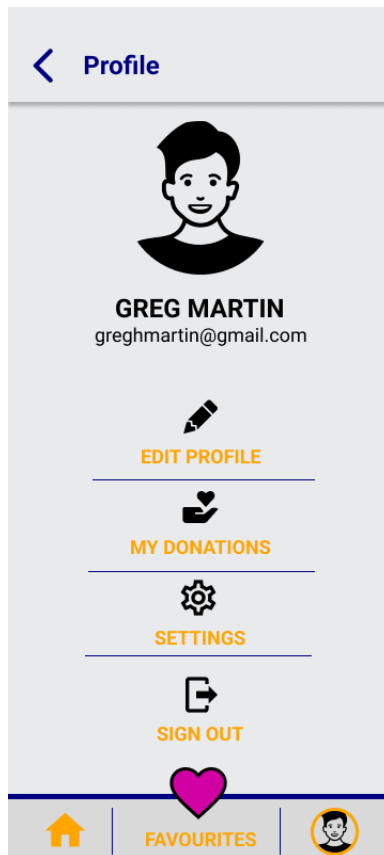 Profile
GREG MARTIN
greghmartin@gmail.com
EDIT PROFILE
MY DONATIONS
SETTINGS
SIGN OUT
FAVOURITES